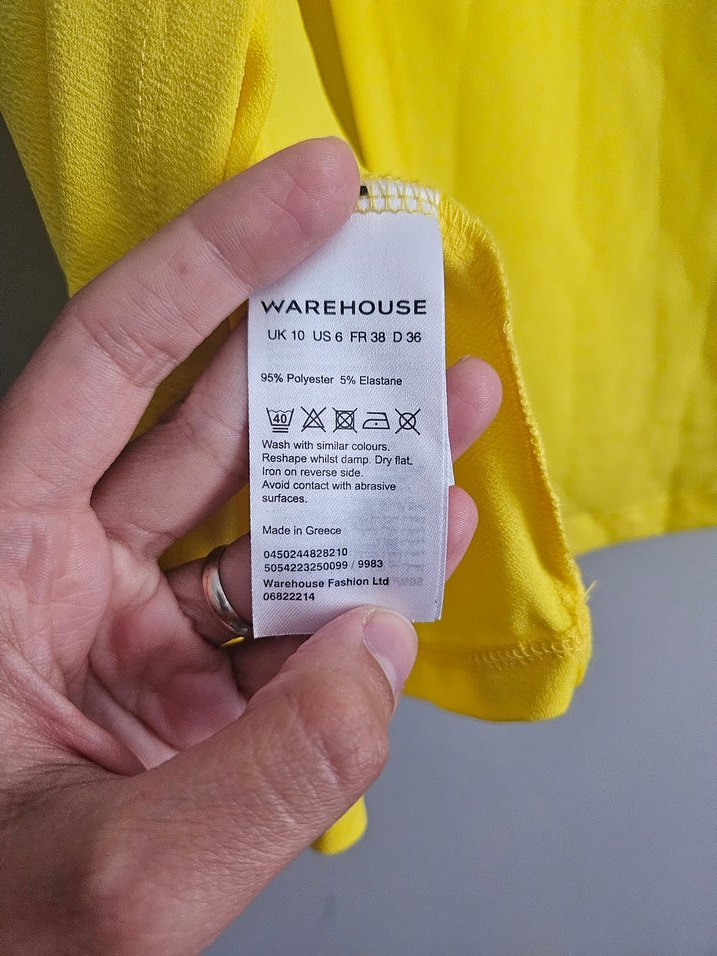 WAREHOUSE
UK 10 US 6 FR 38 D 36
95% Polyester 5% Elastane
40
Wash with similar colours.
Reshape whilst damp. Dry flat.
Iron on reverse side.
Avoid contact with abrasive
surfaces.
Made in Greece
0450244828210
5054223250099 / 9983
Warehouse Fashion Ltd
06822214